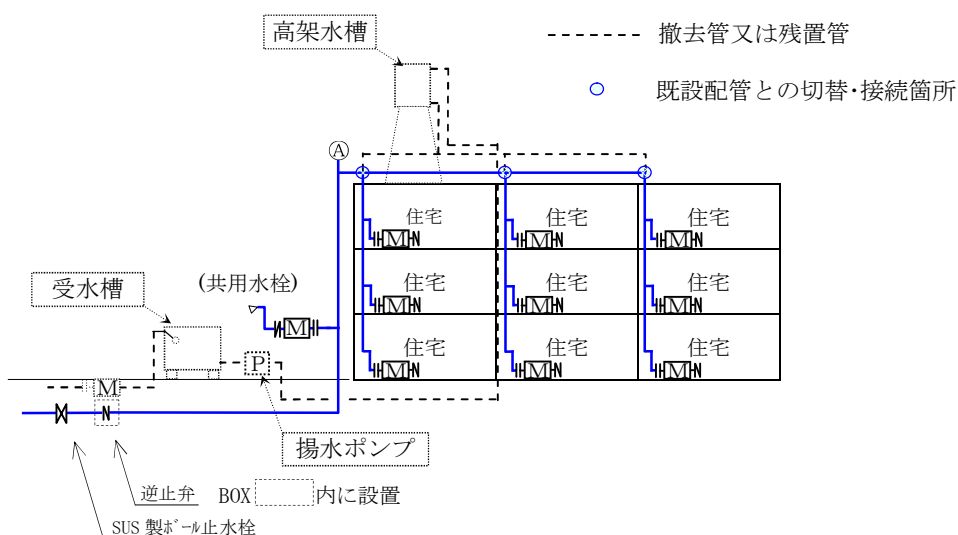 高架水槽
撤去管又は残置管
既設配管との切替・接続箇所
A
住宅 住宅 住宅
M M M
受水槽
(共用水栓)
住宅 住宅 住宅
M M M
M
P
住宅 住宅 住宅
M M M
M
揚水ポンプ
逆止弁 BOX 内に設置
SUS 製ﾎﾞｰﾙ止水栓